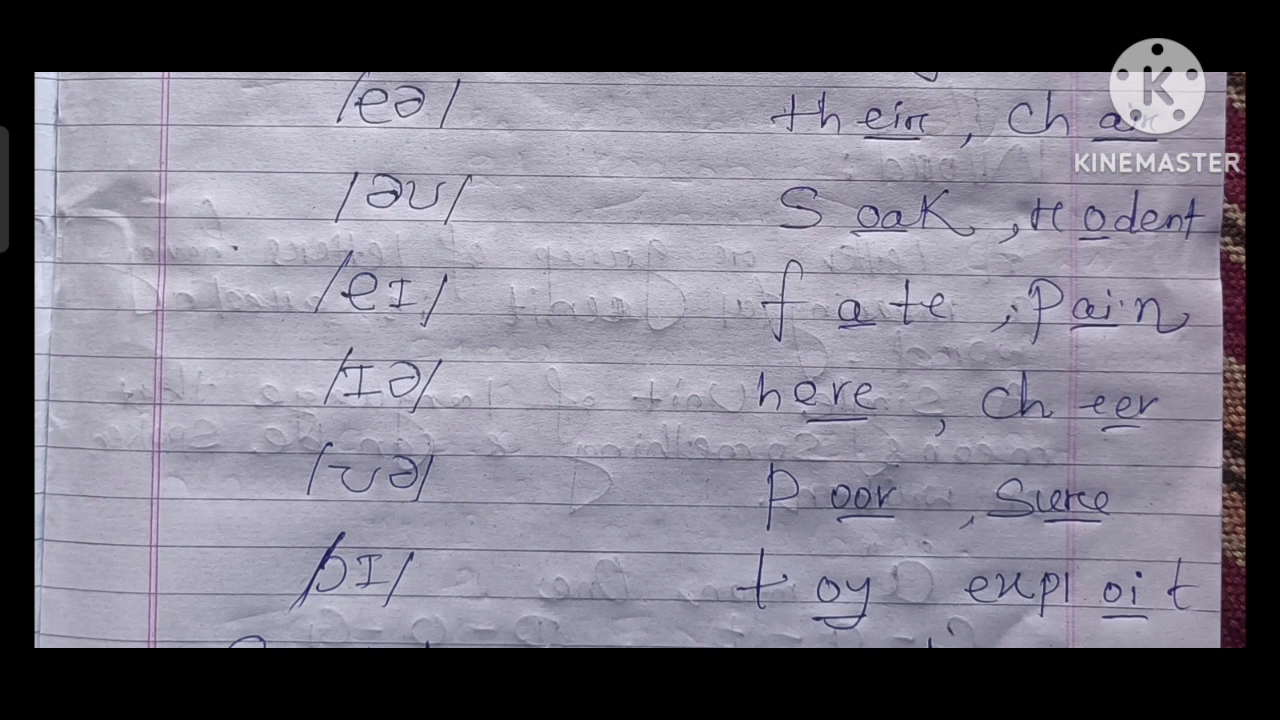 /eə/ their, chair
KINEMASTER
/əʊ/ Soak, rodent
/eɪ/ fate, Pain
/ɪə/ here, cheer
/ʊə/ Poor, Sure
/ɔɪ/ toy exploit